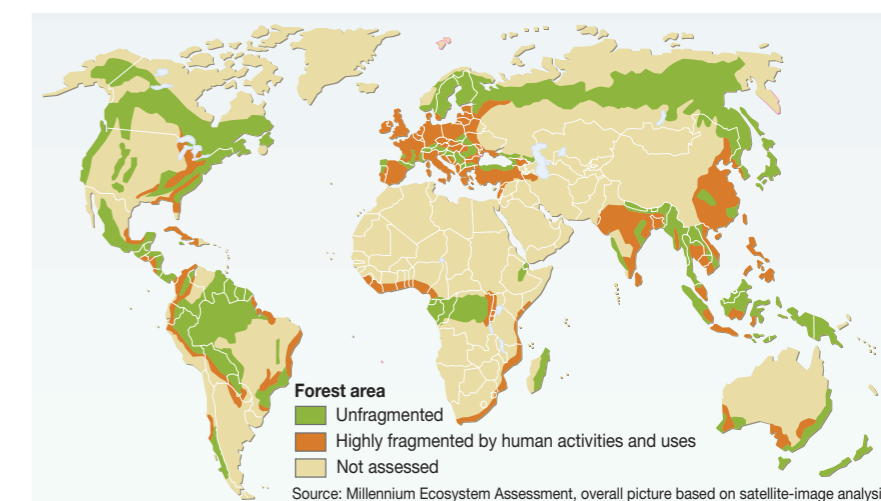 Forest area
Unfragmented
Highly fragmented by human activities and uses
Not assessed
Source: Millennium Ecosystem Assessment, overall picture based on satellite-image analysi